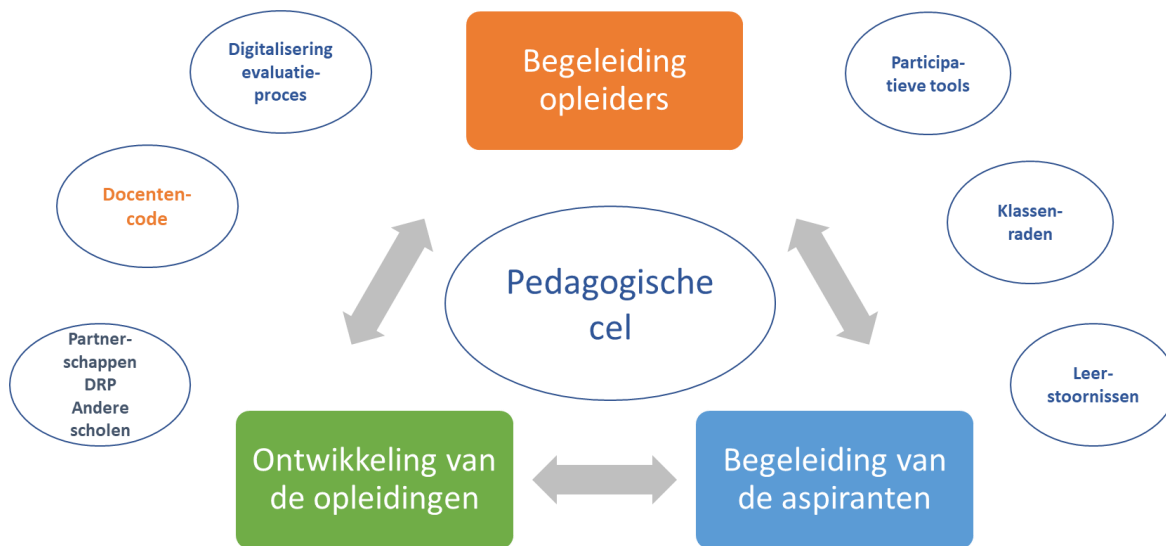 Digitalisering
evaluatie-
proces
Begeleiding
opleiders
Participa-
tieve tools
Docenten-
code
Klassen-
raden
Pedagogische
cel
Partner-
schappen
DRP
Andere
scholen
Leer-
stoornissen
Ontwikkeling van
de opleidingen
Begeleiding van
de aspiranten